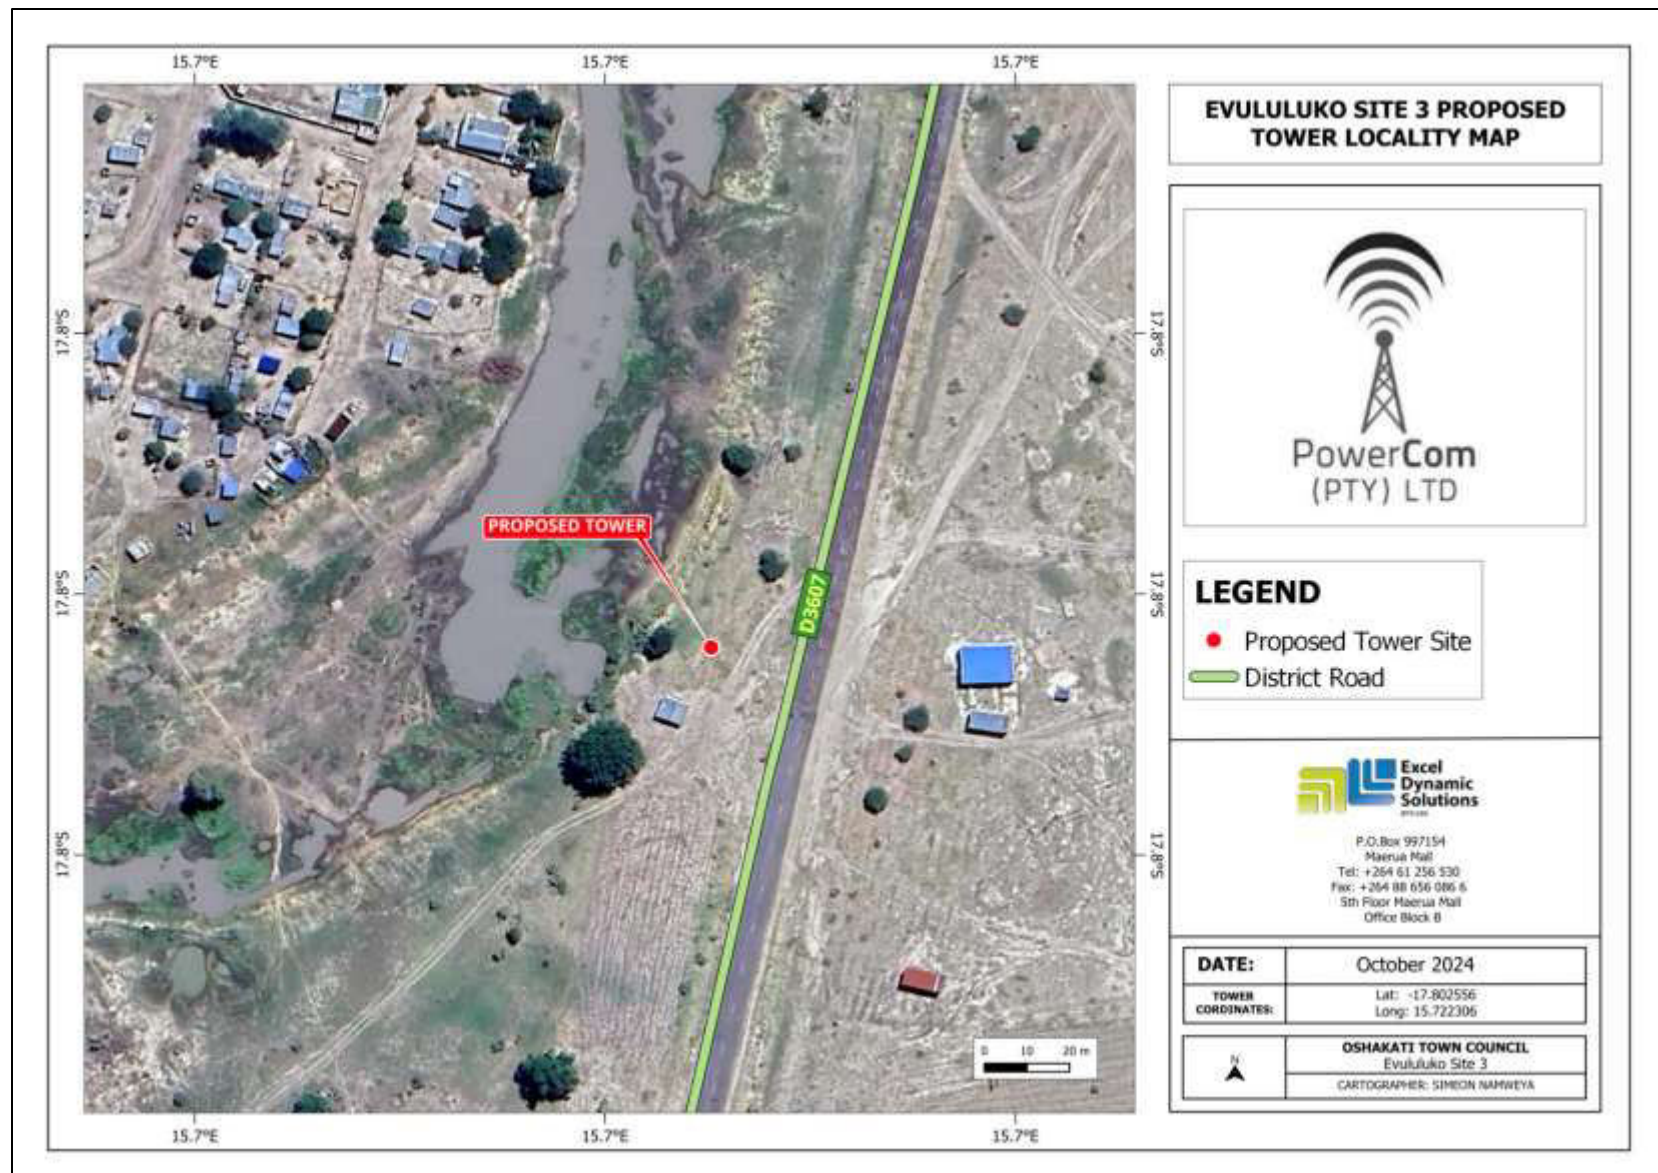 15.7°E 15.7°E 15.7°E
17.8°S 17.8°S
17.8°S 17.8°S
17.8°S 17.8°S
PROPOSED TOWER
D3607
0 10 20 m
15.7°E 15.7°E 15.7°E
EVULULUKO SITE 3 PROPOSED
TOWER LOCALITY MAP
PowerCom
(PTY) LTD
LEGEND
Proposed Tower Site
District Road
Excel
Dynamic
Solutions
P.O.Box 997154
Maerua Mall
Tel: +264 61 256 530
Fax: +264 88 656 086 6
5th Floor Maerua Mall
Office Block B
DATE: October 2024
TOWER
CORDINATES:
Lat: -17.802556
Long: 15.722306
N
OSHAKATI TOWN COUNCIL
Evululuko Site 3
CARTOGRAPHER: SIMEON NAMWEYA